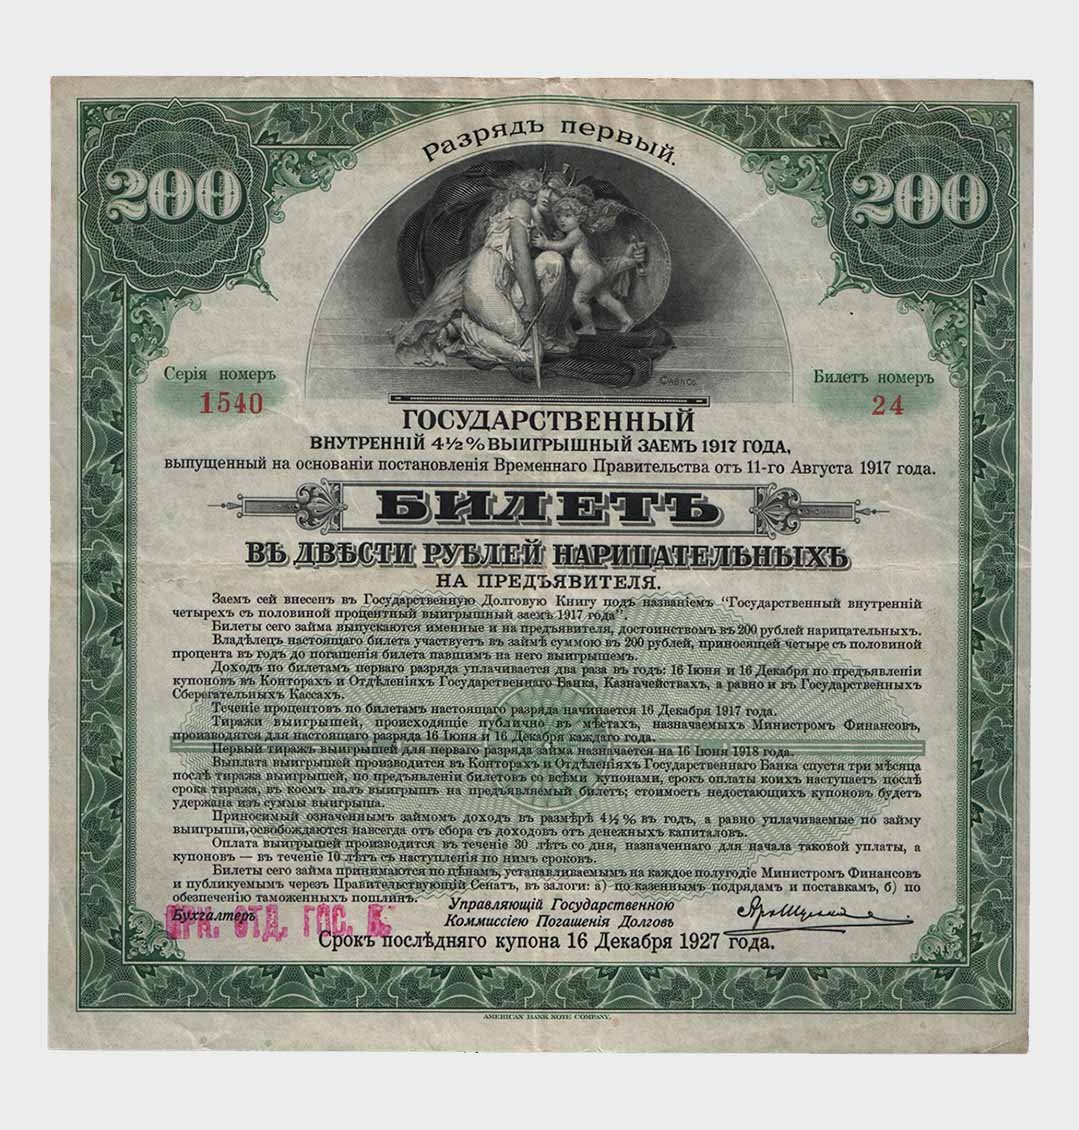 Разрядъ первый.
200
200
Серія номеръ
1540
Билетъ номеръ
24
ГОСУДАРСТВЕННЫЙ
ВНУТРЕННІЙ 4½% ВЫИГРЫШНЫЙ ЗАЕМЪ 1917 ГОДА,
выпущенный на основаніи постановленія Временнаго Правительства отъ 11-го Августа 1917 года.
БИЛЕТЪ
ВЪ ДВѢСТИ РУБЛЕЙ НАРИЦАТЕЛЬНЫХЪ
НА ПРЕДЪЯВИТЕЛЯ.
Заемъ сей внесенъ въ Государственную Долговую Книгу подъ названіемъ "Государственный внутренній
четырехъ съ половиной процентный выигрышный заемъ 1917 года".
Билеты сего займа выпускаются именные и на предъявителя, достоинствомъ въ 200 рублей нарицательныхъ.
Владѣлецъ настоящаго билета участвуетъ въ займѣ суммою въ 200 рублей, приносящей четыре съ половиной
процента въ годъ до погашенія билета павшимъ на него выигрышемъ.
Доходъ по билетамъ перваго разряда уплачивается два раза въ годъ: 16 Іюня и 16 Декабря по предъявленіи
купоновъ въ Конторахъ и Отдѣленіяхъ Государственнаго Банка, Казначействахъ, а равно и въ Государственныхъ
Сберегательныхъ Кассахъ.
Теченіе процентовъ по билетамъ настоящаго разряда начинается 16 Декабря 1917 года.
Тиражи выигрышей, происходящіе публично въ мѣстахъ, назначаемыхъ Министромъ Финансовъ,
производятся для настоящаго разряда 16 Іюня и 16 Декабря каждаго года.
Первый тиражъ выигрышей для перваго разряда займа назначается на 16 Іюня 1918 года.
Выплата выигрышей производится въ Конторахъ и Отдѣленіяхъ Государственнаго Банка спустя три мѣсяца
послѣ тиража выигрышей, по предъявленіи билетовъ со всѣми купонами, срокъ оплаты коихъ наступаетъ послѣ
срока тиража, въ коемъ палъ выигрышъ на предъявляемый билетъ; стоимость недостающихъ купоновъ будетъ
удержана изъ суммы выигрыша.
Приносимый означеннымъ займомъ доходъ въ размѣрѣ 4½% въ годъ, а равно уплачиваемые по займу
выигрыши, освобождаются навсегда отъ сбора съ доходовъ отъ денежныхъ капиталовъ.
Оплата выигрышей производится въ теченіе 30 лѣтъ со дня, назначеннаго для начала таковой уплаты, а
купоновъ — въ теченіе 10 лѣтъ съ наступленія по нимъ сроковъ.
Билеты сего займа принимаются по цѣнамъ, устанавливаемымъ на каждое полугодіе Министромъ Финансовъ
и публикуемымъ черезъ Правительствующій Сенатъ, въ залоги: а) по казеннымъ подрядамъ и поставкамъ, б) по
обезпеченію таможенныхъ пошлинъ.
Бухгалтеръ
ИРК. ОТД. ГОС. Б.
Управляющій Государственною
Коммиссіею Погашенія Долговъ
Срокъ послѣдняго купона 16 Декабря 1927 года.
AMERICAN BANK NOTE COMPANY.